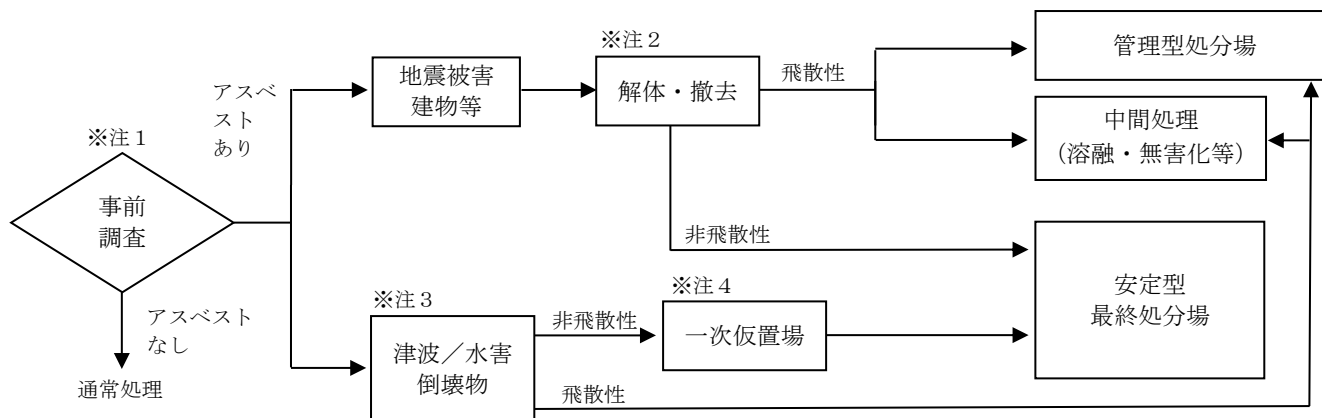 ※注１
事前
調査
アスベ
スト
あり
アスベスト
なし
通常処理
地震被害
建物等
※注２
解体・撤去
飛散性
管理型処分場
中間処理
（溶融・無害化等）
非飛散性
安定型
最終処分場
※注３
津波／水害
倒壊物
非飛散性
※注４
一次仮置場
飛散性